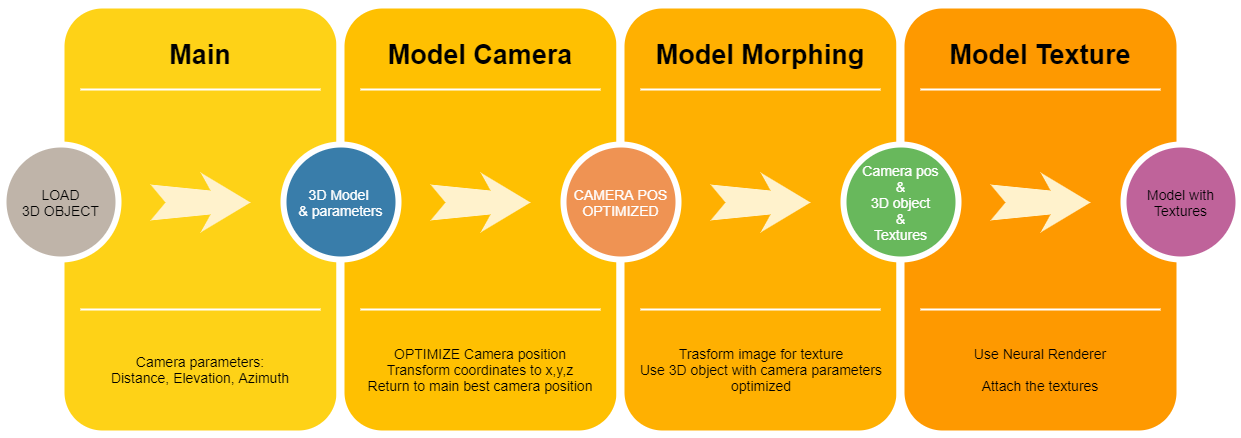 Main
Model Camera
Model Morphing
Model Texture
LOAD
3D OBJECT
3D Model
& parameters
CAMERA POS
OPTIMIZED
Camera pos
&
3D object
&
Textures
Model with
Textures
Camera parameters:
Distance, Elevation, Azimuth
OPTIMIZE Camera position
Transform coordinates to x,y,z
Return to main best camera position
Trasform image for texture
Use 3D object with camera parameters
optimized
Use Neural Renderer
Attach the textures